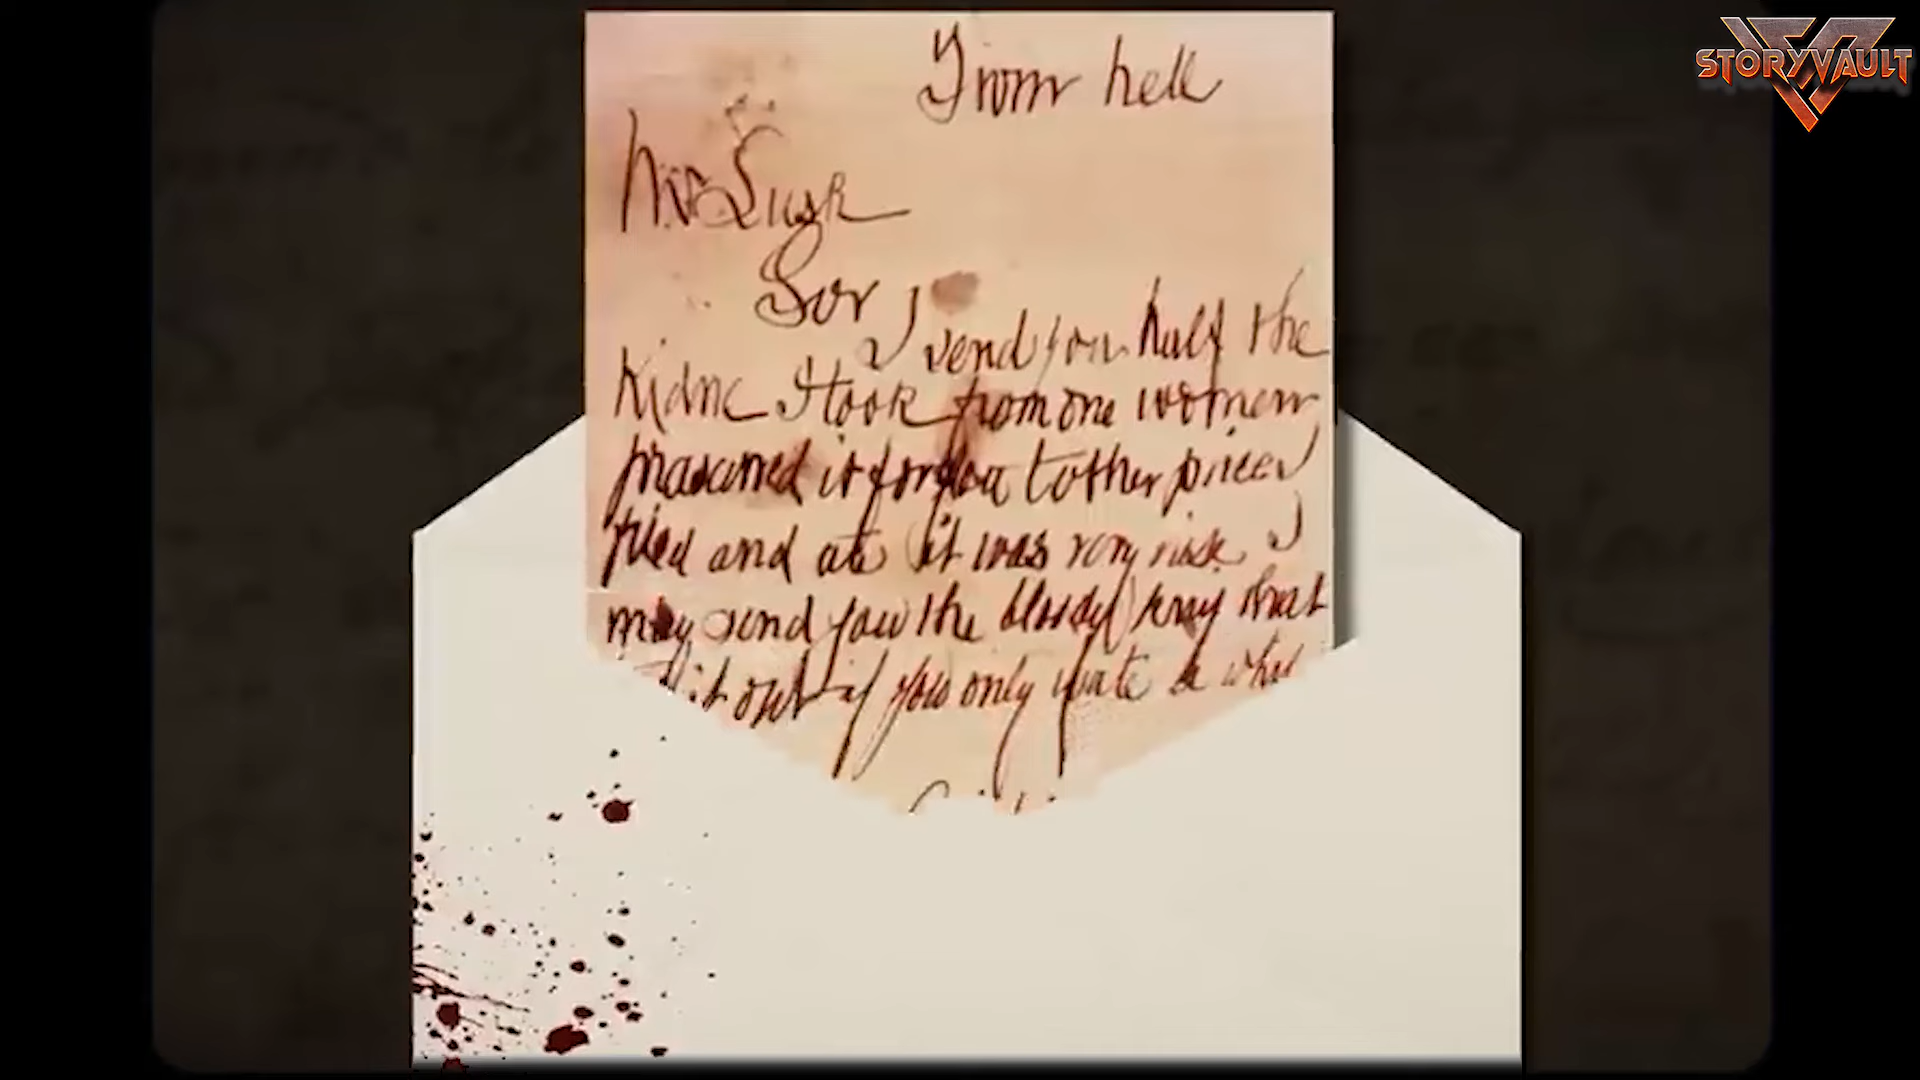 STORYVAULT
From hell
Mr Lusk
Sor
I send you half the
Kidne I took from one women
prasarved it for you tother piece I
fried and ate it was very nise I
may send you the bloody knif that
it out if you only wate a whil